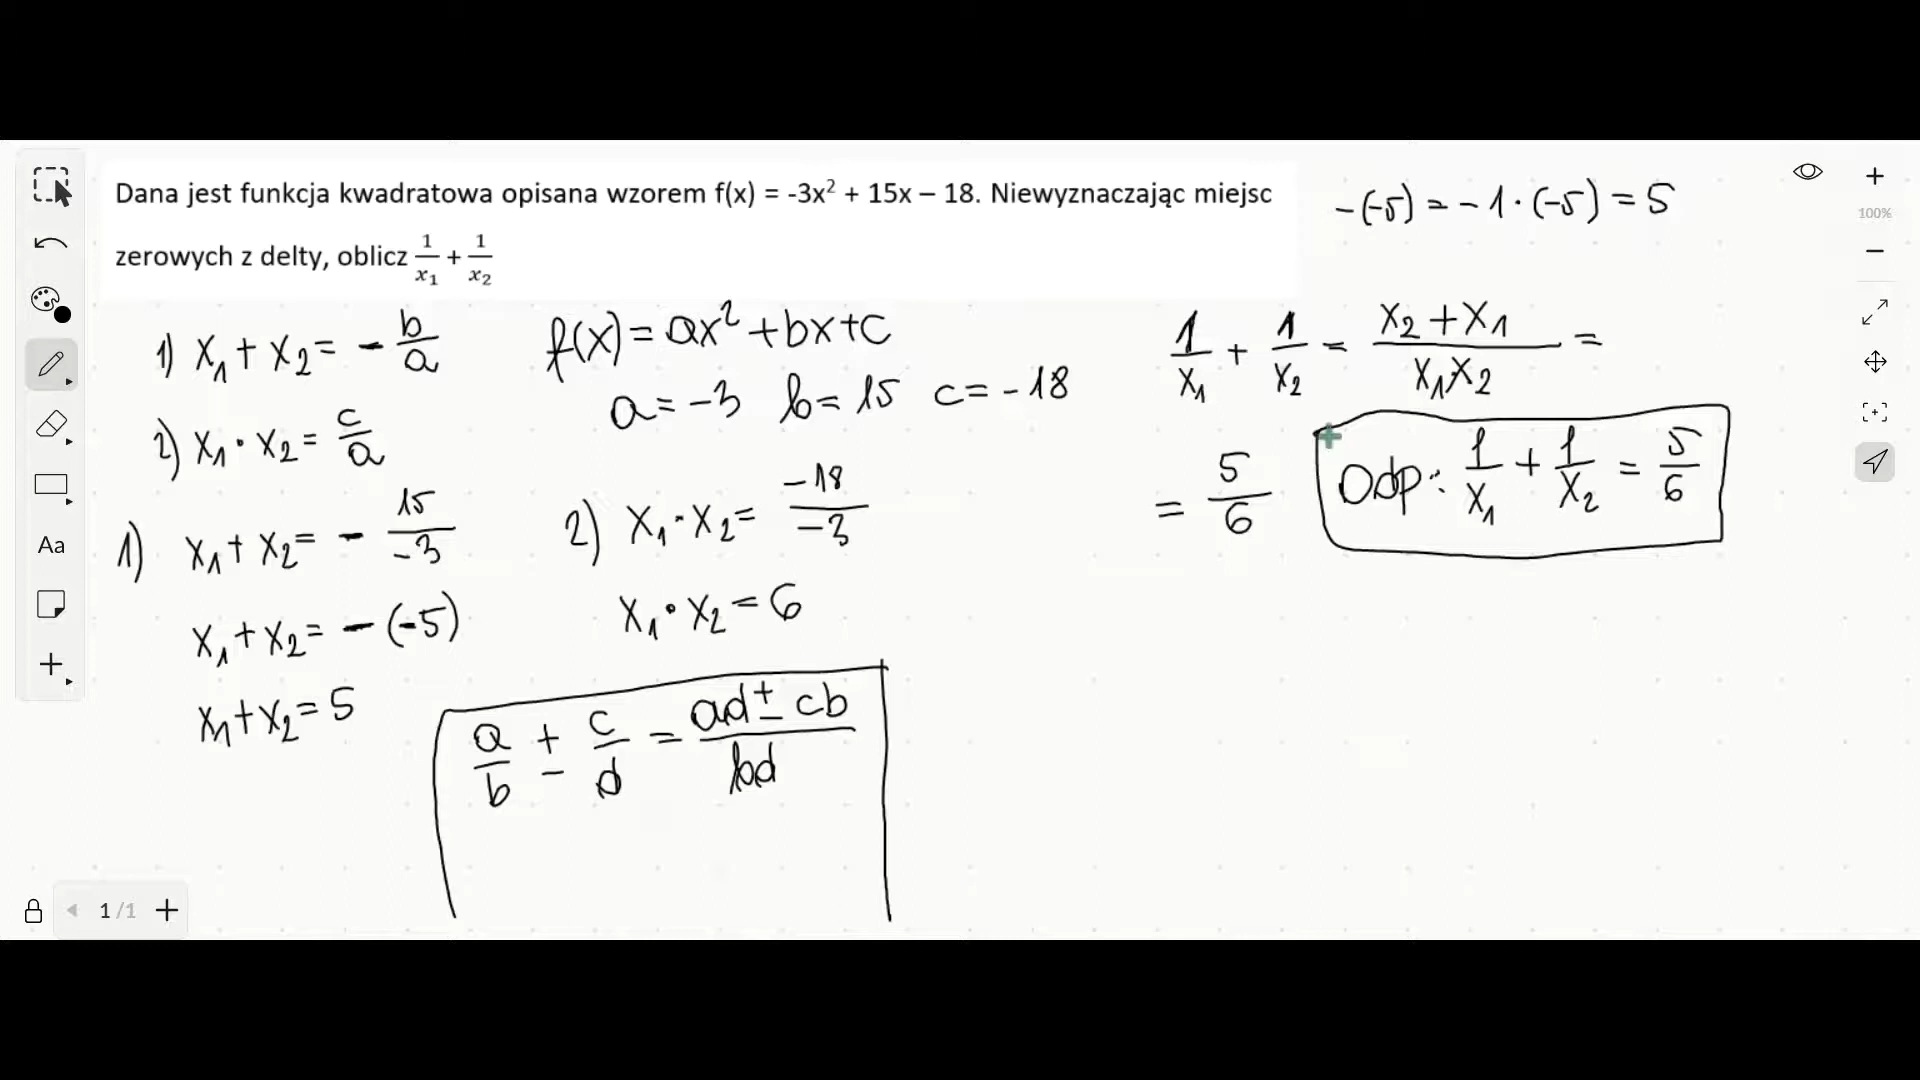 Dana jest funkcja kwadratowa opisana wzorem f(x) = -3x² + 15x – 18. Niewyznaczając miejsc
zerowych z delty, oblicz 1/x₁ + 1/x₂
-(-5) = -1·(-5) = 5
100%
1) x₁ + x₂ = - b/a
f(x) = ax² + bx + c
a = -3 b = 15 c = -18
2) x₁ · x₂ = c/a
1) x₁ + x₂ = - 15/-3
x₁ + x₂ = - (-5)
x₁ + x₂ = 5
2) x₁ · x₂ = -18/-3
x₁ · x₂ = 6
a/b ± c/d = ad ± cb/bd
1/x₁ + 1/x₂ = x₂ + x₁/x₁x₂ =
= 5/6
Odp: 1/x₁ + 1/x₂ = 5/6
Aa
1 /1